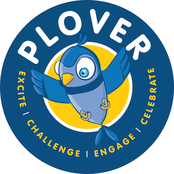 PLOVER
EXCITE | CHALLENGE | ENGAGE | CELEBRATE